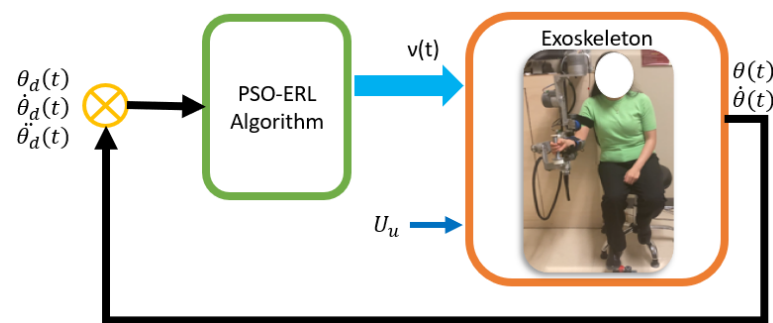 θ_d(t)
θ̇_d(t)
θ̈_d(t)
PSO-ERL
Algorithm
ν(t)
U_u
Exoskeleton
θ(t)
θ̇(t)